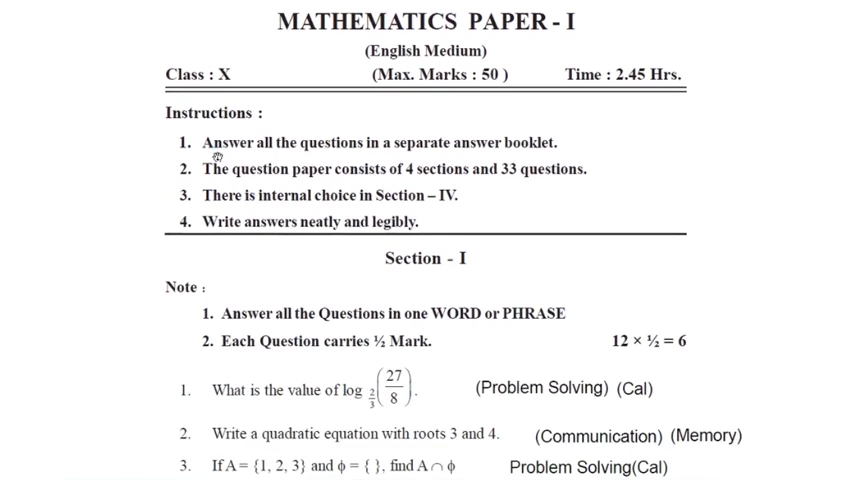 MATHEMATICS PAPER - I
(English Medium)
Class : X (Max. Marks : 50 ) Time : 2.45 Hrs.
Instructions :
1. Answer all the questions in a separate answer booklet.
2. The question paper consists of 4 sections and 33 questions.
3. There is internal choice in Section – IV.
4. Write answers neatly and legibly.
Section - I
Note :
1. Answer all the Questions in one WORD or PHRASE
2. Each Question carries ½ Mark. 12 × ½ = 6
1. What is the value of log 2/3 (27/8). (Problem Solving) (Cal)
2. Write a quadratic equation with roots 3 and 4. (Communication) (Memory)
3. If A = {1, 2, 3} and ϕ = { }, find A ∩ ϕ Problem Solving(Cal)